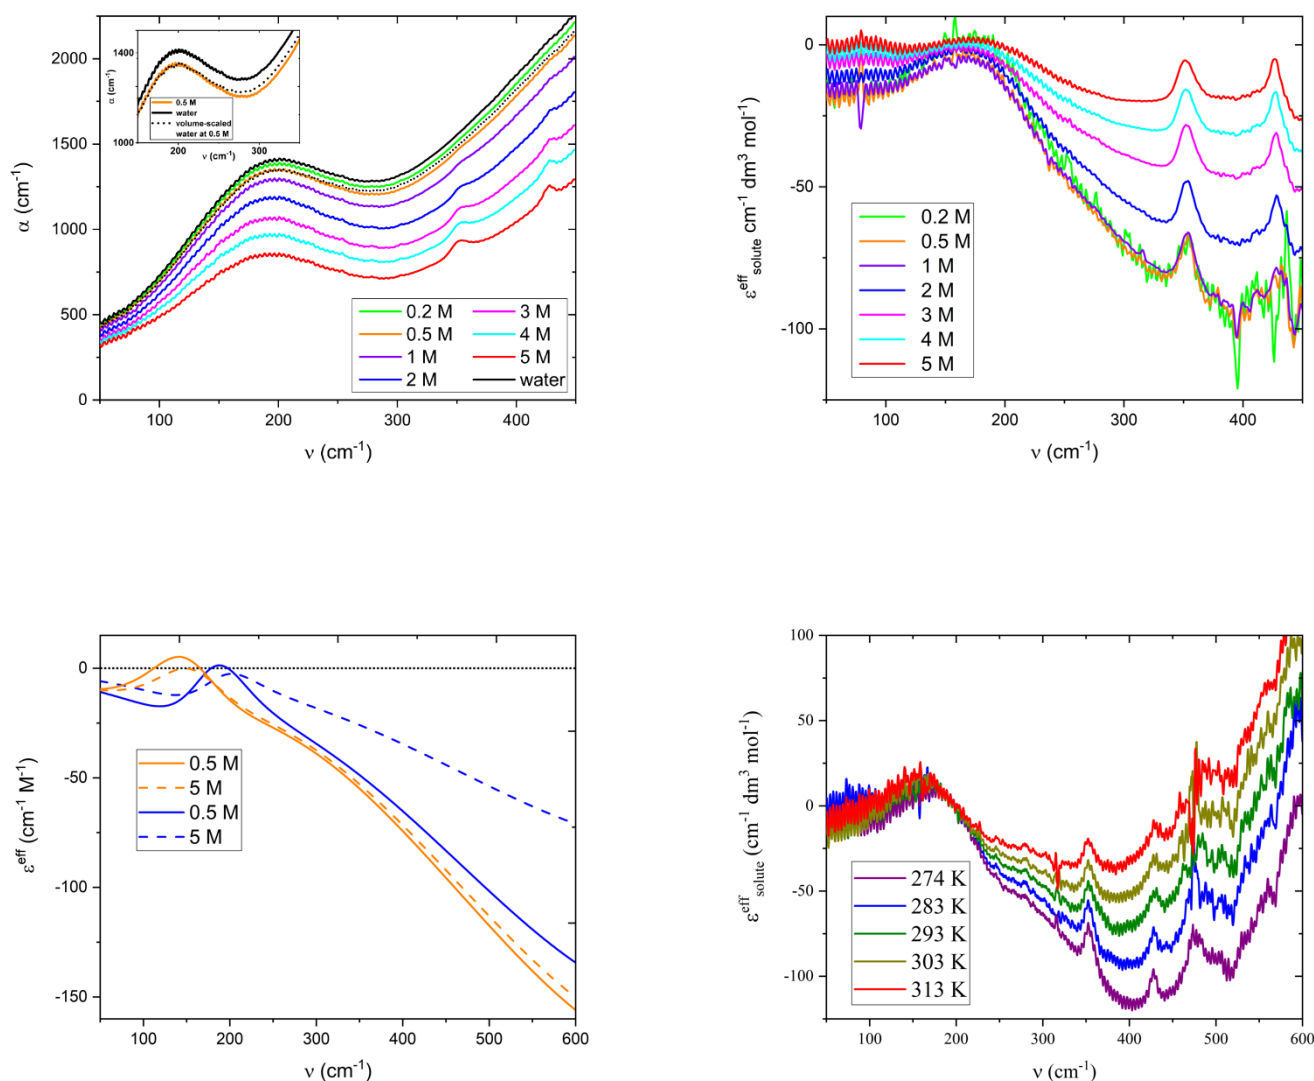 2000
1500
1000
500
0
α (cm⁻¹)
100 200 300 400
ν (cm⁻¹)
1400
1000
α (cm⁻¹)
0.5 M
water
volume-scaled
water at 0.5 M
200 300
ν (cm⁻¹)
0.2 M 3 M
0.5 M 4 M
1 M 5 M
2 M water
0
-50
-100
εᵉᶠᶠsolute cm⁻¹ dm³ mol⁻¹
0.2 M
0.5 M
1 M
2 M
3 M
4 M
5 M
100 200 300 400
ν (cm⁻¹)
0
-50
-100
-150
εᵉᶠᶠ (cm⁻¹ M⁻¹)
0.5 M
5 M
0.5 M
5 M
100 200 300 400 500 600
ν (cm⁻¹)
100
50
0
-50
-100
εᵉᶠᶠsolute (cm⁻¹ dm³ mol⁻¹)
274 K
283 K
293 K
303 K
313 K
100 200 300 400 500 600
ν (cm⁻¹)